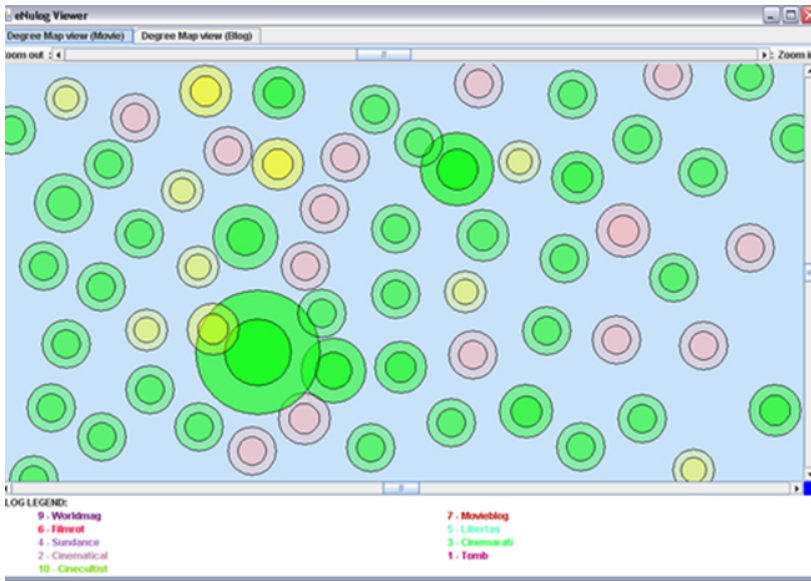 eNulog Viewer
Degree Map view (Movie) Degree Map view (Blog)
oom out : : Zoom in
LOG LEGEND:
9 - Worldmag 7 - Movieblog
6 - Filmrot 5 - Libertas
4 - Sundance 3 - Cinemarati
2 - Cinematical 1 - Tomb
10 - Cinecultist